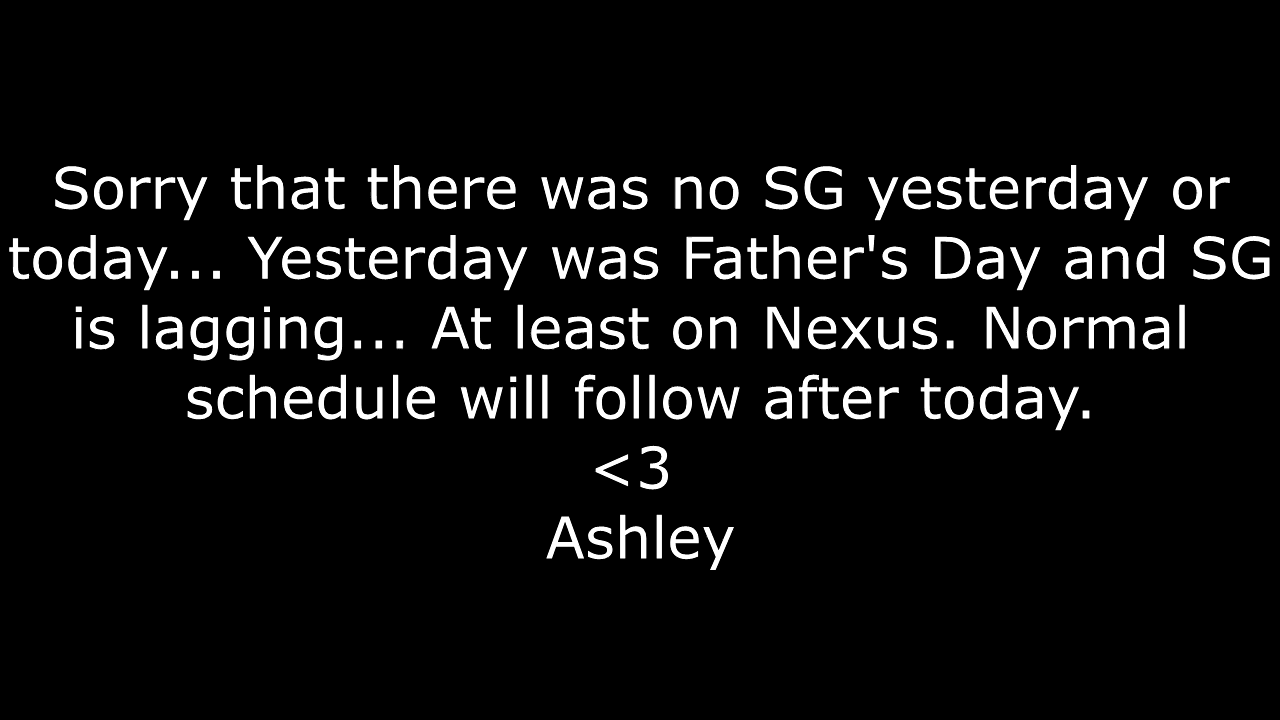 Sorry that there was no SG yesterday or
today... Yesterday was Father's Day and SG
is lagging... At least on Nexus. Normal
schedule will follow after today.
<3
Ashley